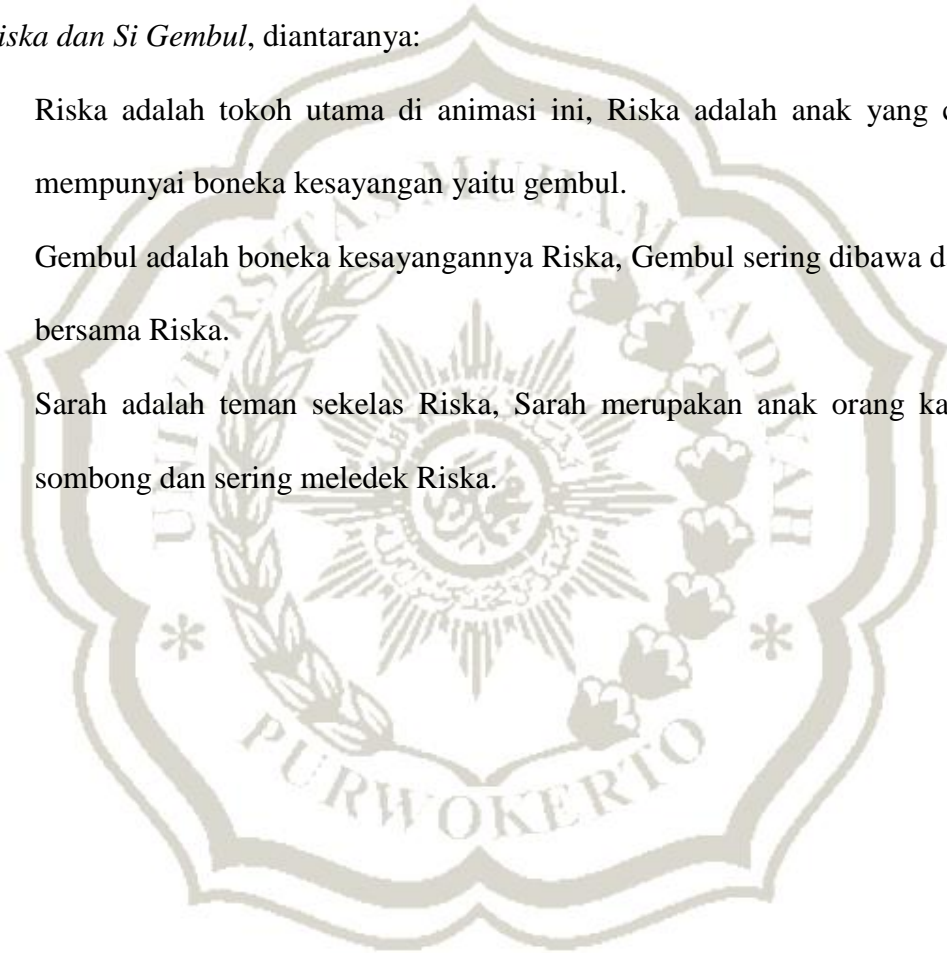 iska dan Si Gembul, diantaranya:
Riska adalah tokoh utama di animasi ini, Riska adalah anak yang
mempunyai boneka kesayangan yaitu gembul.
Gembul adalah boneka kesayangannya Riska, Gembul sering dibawa
bersama Riska.
Sarah adalah teman sekelas Riska, Sarah merupakan anak orang ka
sombong dan sering meledek Riska.
UNIVERSITAS MUHAMMADIYAH
PURWOKERTO